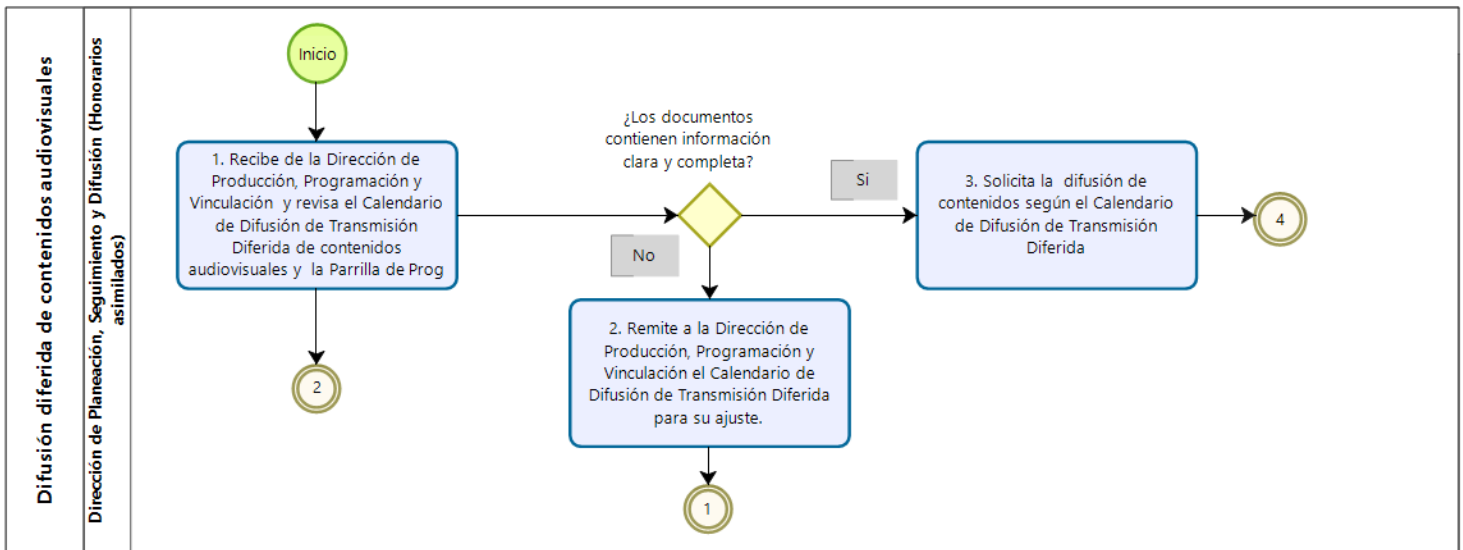 Difusión diferida de contenidos audiovisuales
Dirección de Planeación, Seguimiento y Difusión (Honorarios
asimilados)
Inicio
1. Recibe de la Dirección de
Producción, Programación y
Vinculación y revisa el Calendario
de Difusión de Transmisión
Diferida de contenidos
audiovisuales y la Parrilla de Prog
2
¿Los documentos
contienen información
clara y completa?
Si
No
2. Remite a la Dirección de
Producción, Programación y
Vinculación el Calendario de
Difusión de Transmisión Diferida
para su ajuste.
1
3. Solicita la difusión de
contenidos según el Calendario
de Difusión de Transmisión
Diferida
4